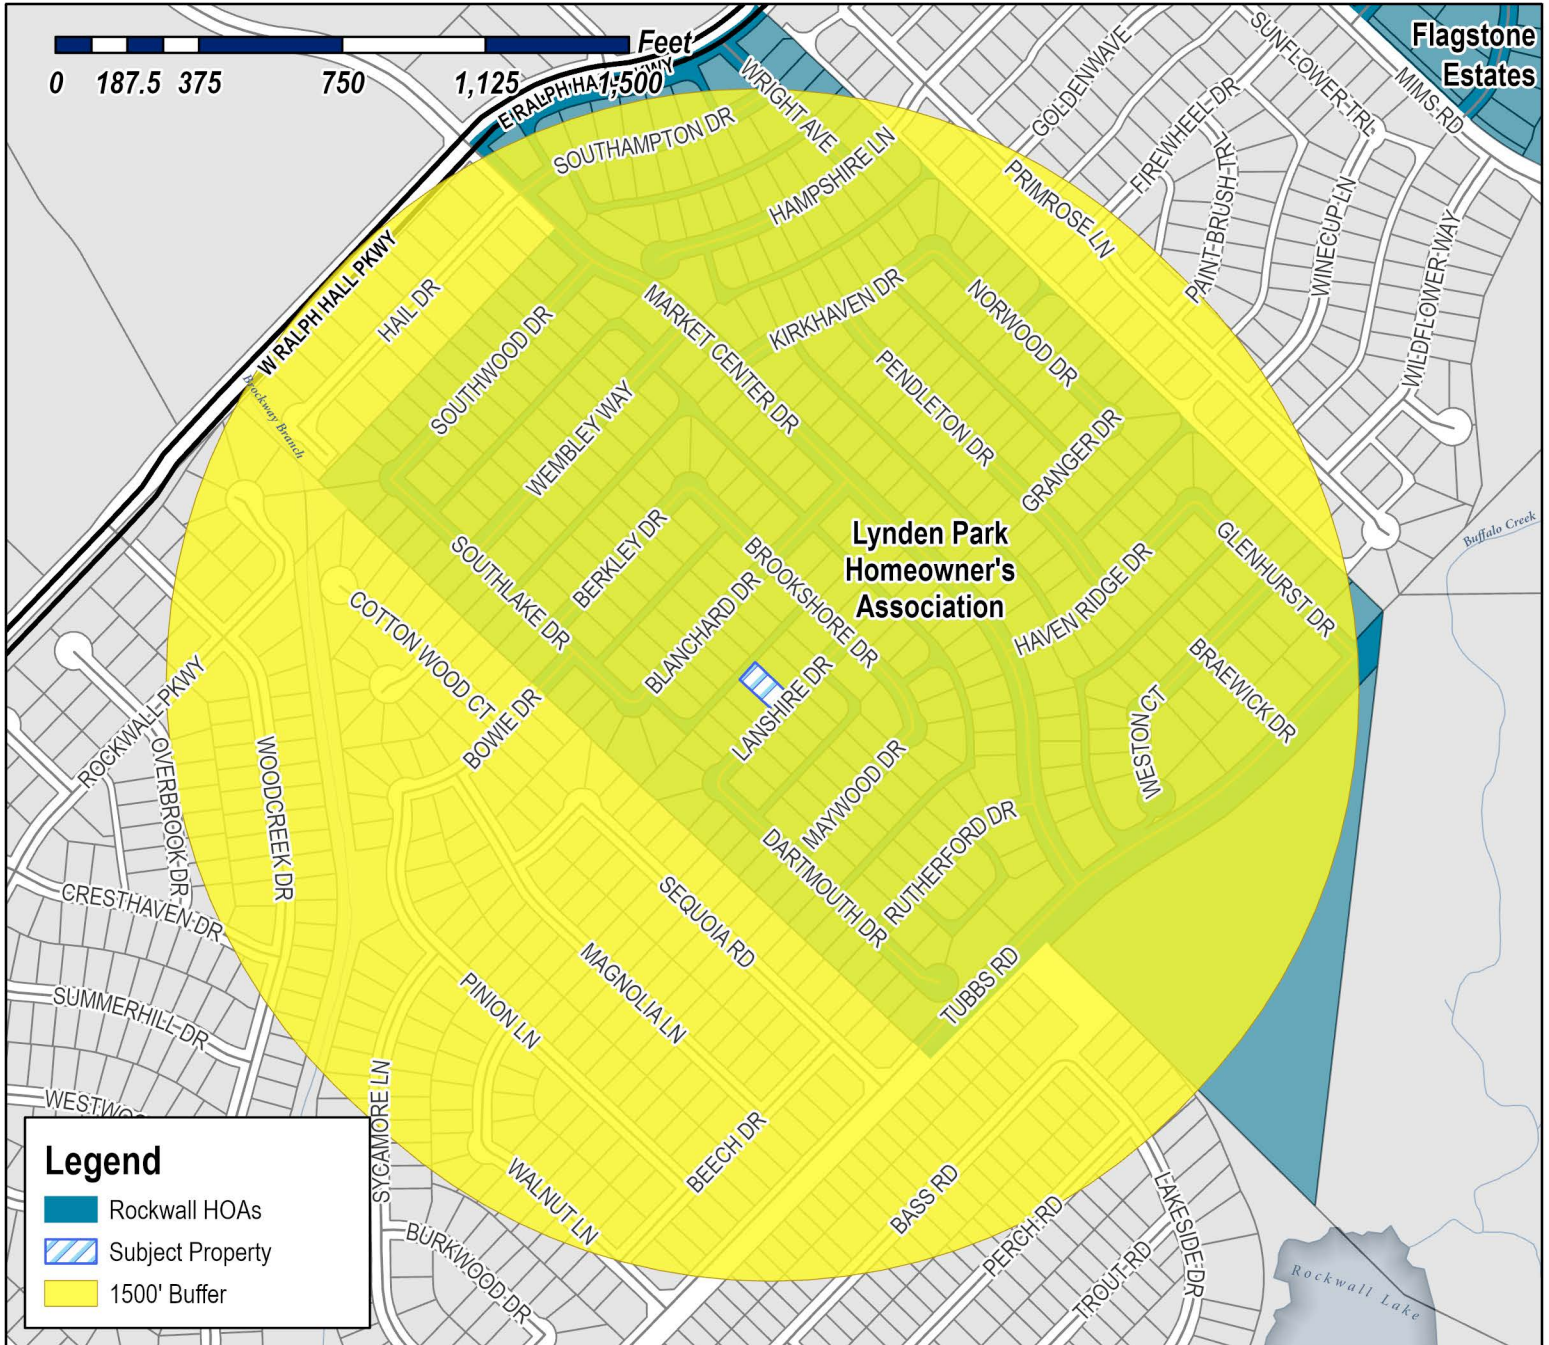 Feet
0 187.5 375 750 1,125 1,500
E RALPH HALL PKWY
Flagstone
Estates
SUNFLOWER TRL
MIMS RD
GOLDENWAVE
FIREWHEEL DR
PAINT BRUSH TRL
WINECUP LN
WILDFLOWER WAY
PRIMROSE LN
WRIGHT AVE
SOUTHAMPTON DR
HAMPSHIRE LN
W RALPH HALL PKWY
HAIL DR
Brockway Branch
SOUTHWOOD DR
MARKET CENTER DR
KIRKHAVEN DR
NORWOOD DR
PENDLETON DR
GRANGER DR
WEMBLEY WAY
Lynden Park
Homeowner's
Association
BERKLEY DR
BROOKSHORE DR
SOUTHLAKE DR
BLANCHARD DR
HAVEN RIDGE DR
GLENHURST DR
Buffalo Creek
COTTON WOOD CT
BOWIE DR
LANSHIRE DR
WESTON CT
BRAEWICK DR
ROCKWALL PKWY
OVERBROOK DR
WOODCREEK DR
MAYWOOD DR
RUTHERFORD DR
DARTMOUTH DR
CRESTHAVEN DR
SEQUOIA RD
MAGNOLIA LN
TUBBS RD
SUMMERHILL DR
PINION LN
SYCAMORE LN
BEECH DR
WALNUT LN
BASS RD
PERCH RD
TROUT RD
LAKESIDE DR
BURKWOOD DR
Rockwall Lake
Legend
Rockwall HOAs
Subject Property
1500' Buffer